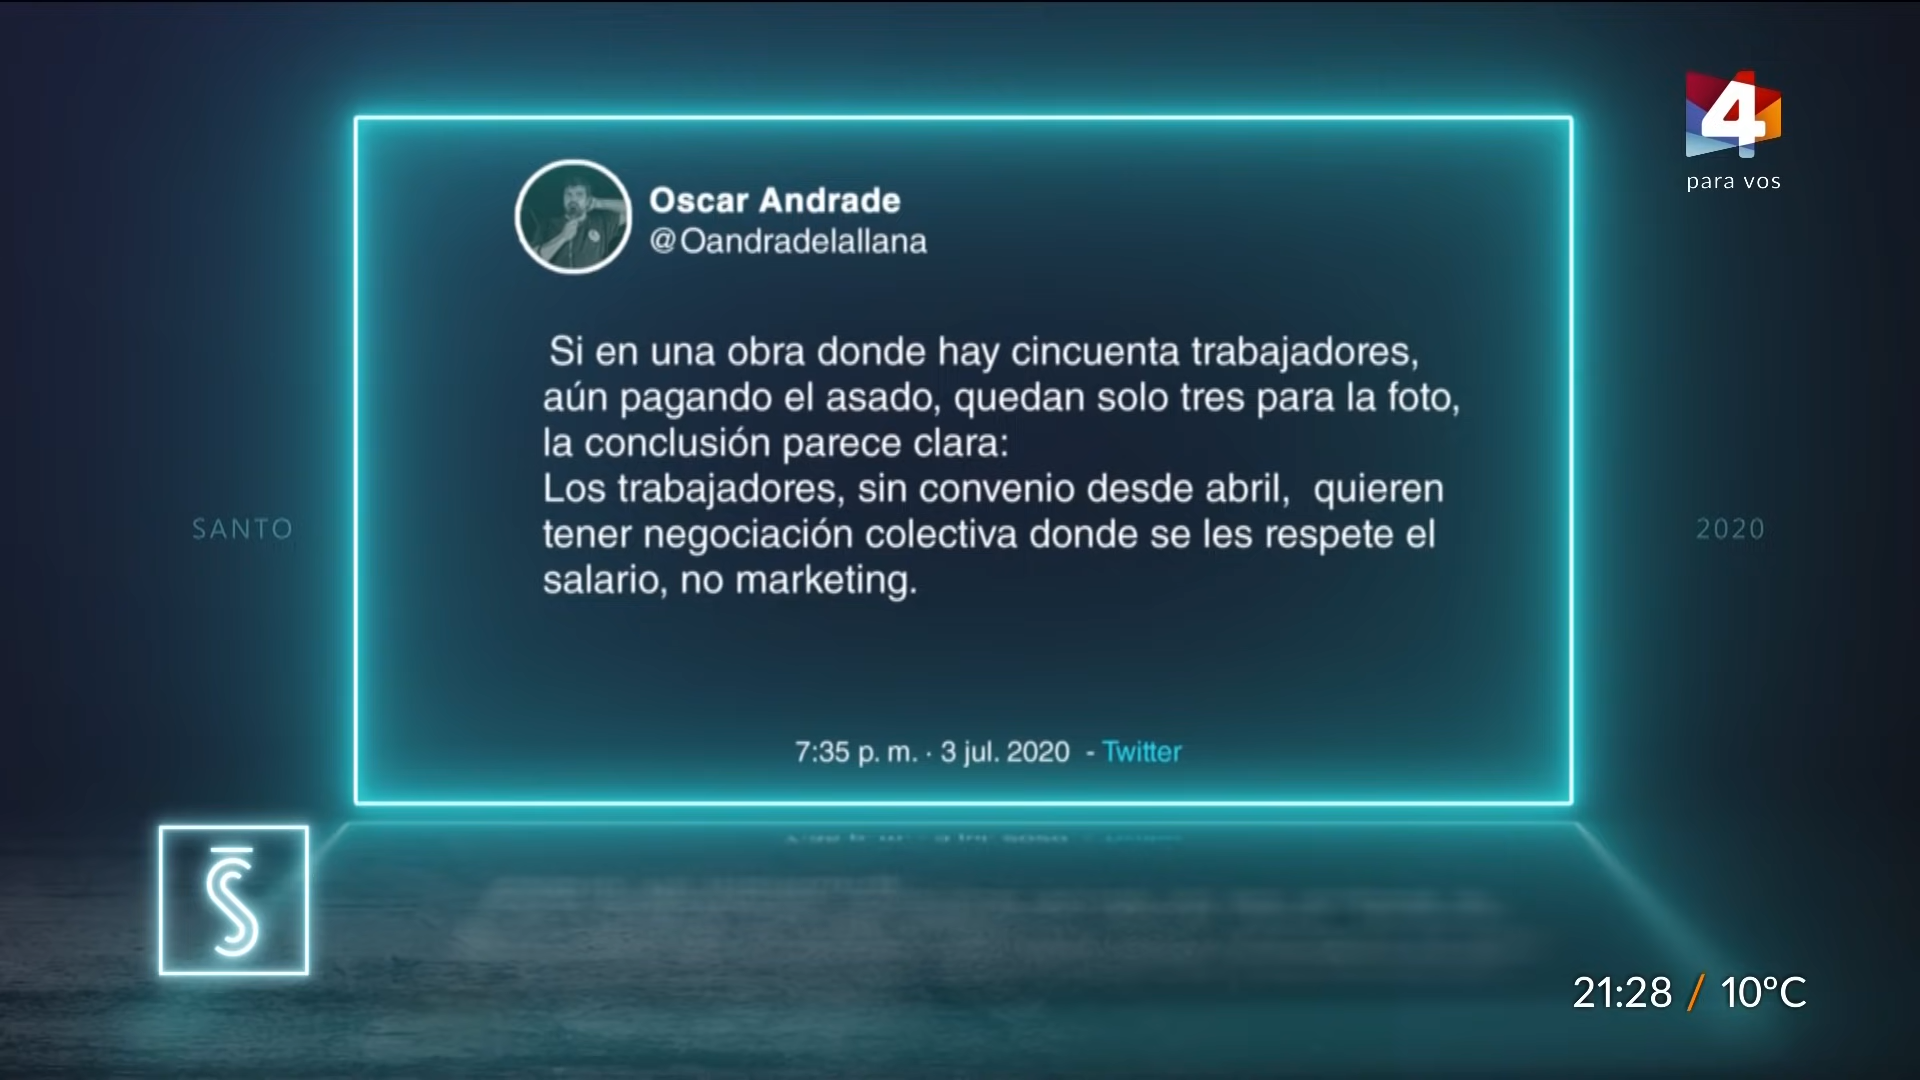 4
para vos
Oscar Andrade
@Oandradelallana
Si en una obra donde hay cincuenta trabajadores,
aún pagando el asado, quedan solo tres para la foto,
la conclusión parece clara:
Los trabajadores, sin convenio desde abril,  quieren
tener negociación colectiva donde se les respete el
salario, no marketing.
SANTO
2020
7:35 p. m. · 3 jul. 2020  - Twitter
S
21:28 / 10°C